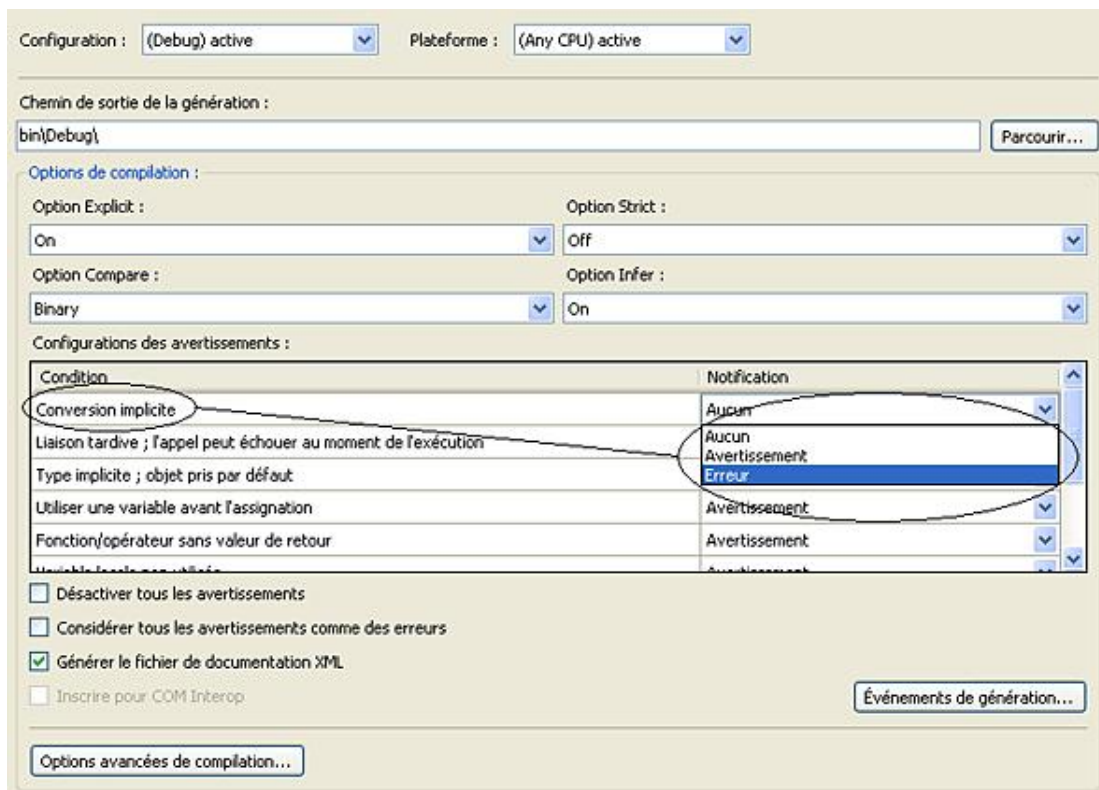 Configuration : (Debug) active Plateforme : (Any CPU) active
Chemin de sortie de la génération :
bin\Debug\ Parcourir...
Options de compilation :
Option Explicit : Option Strict :
On Off
Option Compare : Option Infer :
Binary On
Configurations des avertissements :
Condition Notification
Conversion implicite Aucun
Liaison tardive ; l'appel peut échouer au moment de l'exécution Aucun
Avertissement
Type implicite ; objet pris par défaut Erreur
Utiliser une variable avant l'assignation Avertissement
Fonction/opérateur sans valeur de retour Avertissement
Désactiver tous les avertissements
Considérer tous les avertissements comme des erreurs
Générer le fichier de documentation XML
Inscrire pour COM Interop Événements de génération...
Options avancées de compilation...